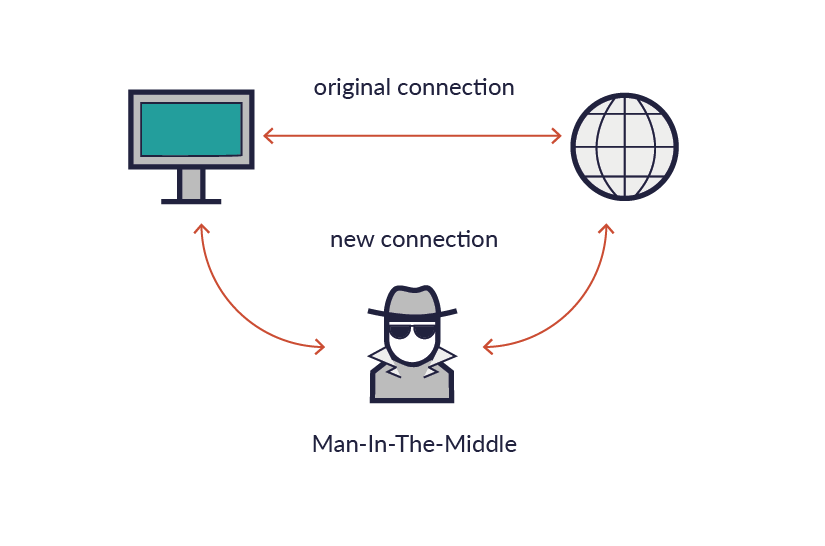 original connection
new connection
Man-In-The-Middle